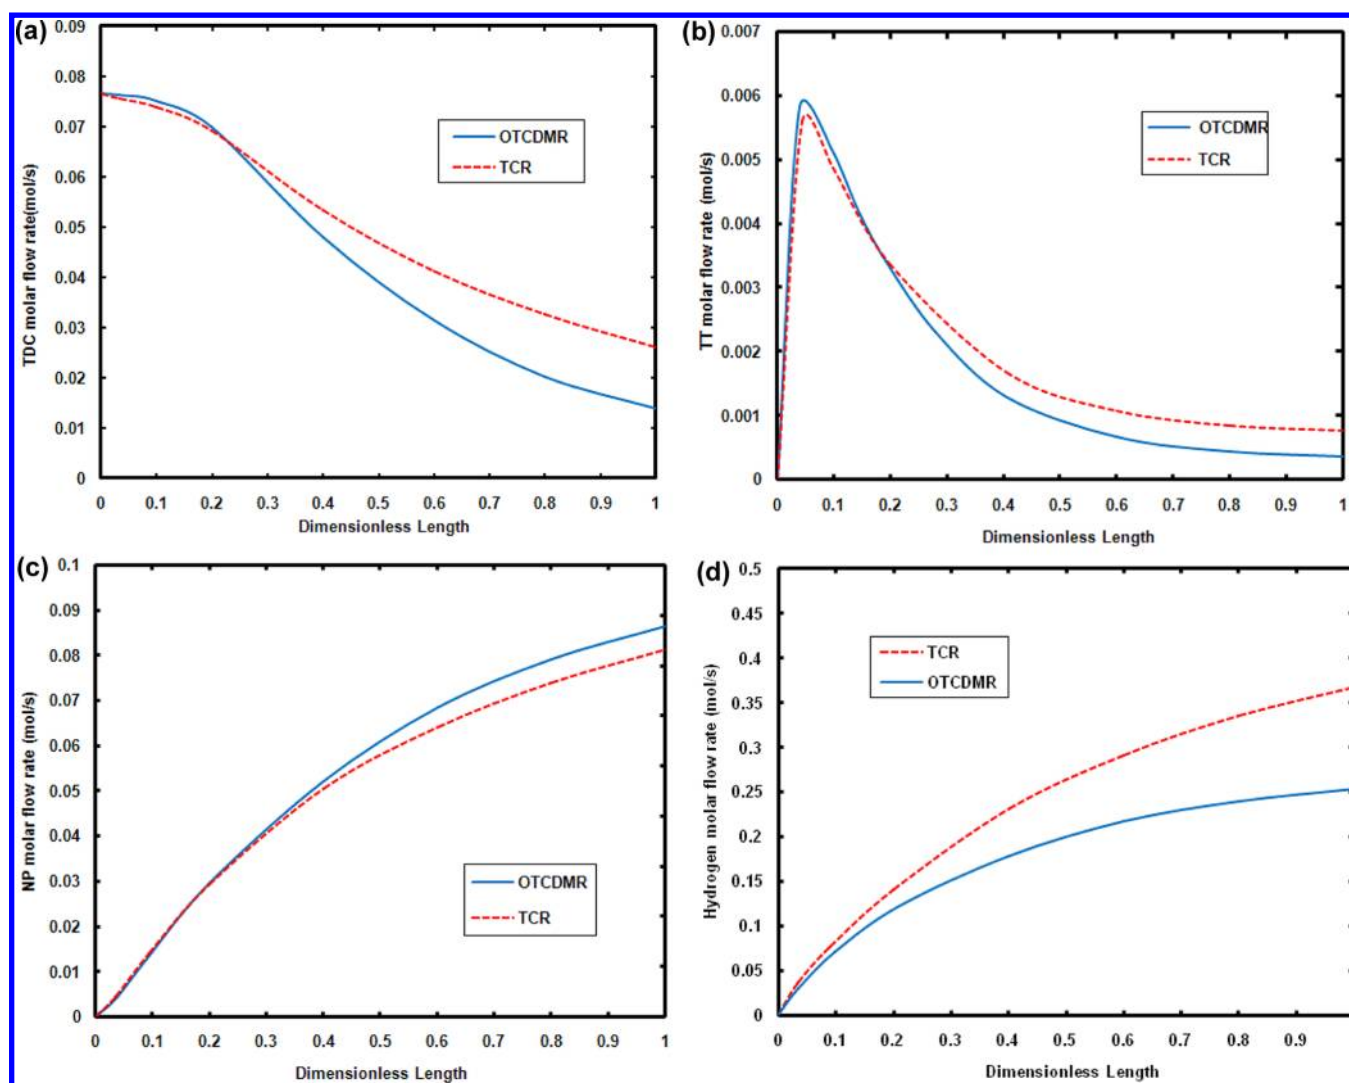 (a)
TDC molar flow rate(mol/s)
0.09
0.08
0.07
0.06
0.05
0.04
0.03
0.02
0.01
0
OTCDMR
TCR
0 0.1 0.2 0.3 0.4 0.5 0.6 0.7 0.8 0.9 1
Dimensionless Length
(b)
TT molar flow rate (mol/s)
0.007
0.006
0.005
0.004
0.003
0.002
0.001
0
OTCDMR
TCR
0 0.1 0.2 0.3 0.4 0.5 0.6 0.7 0.8 0.9 1
Dimensionless Length
(c)
NP molar flow rate (mol/s)
0.1
0.09
0.08
0.07
0.06
0.05
0.04
0.03
0.02
0.01
0
OTCDMR
TCR
0 0.1 0.2 0.3 0.4 0.5 0.6 0.7 0.8 0.9 1
Dimensionless Length
(d)
Hydrogen molar flow rate (mol/s)
0.5
0.45
0.4
0.35
0.3
0.25
0.2
0.15
0.1
0.05
0
TCR
OTCDMR
0 0.1 0.2 0.3 0.4 0.5 0.6 0.7 0.8 0.9
Dimensionless Length